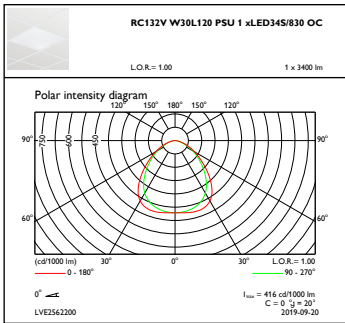 RC132V W30L120 PSU 1 xLED34S/830 OC
L.O.R.= 1.00 1 x 3400 lm
Polar intensity diagram
120° 150° 180° 150° 120°
90° 750 600 450 90°
60° 60°
(cd/1000 lm) 30° 0° 30° L.O.R.= 1.00
0 - 180° 90 - 270°
0° Imax = 416 cd/1000 lm
C = 0 °g = 20°
LVE2562200 2019-09-20